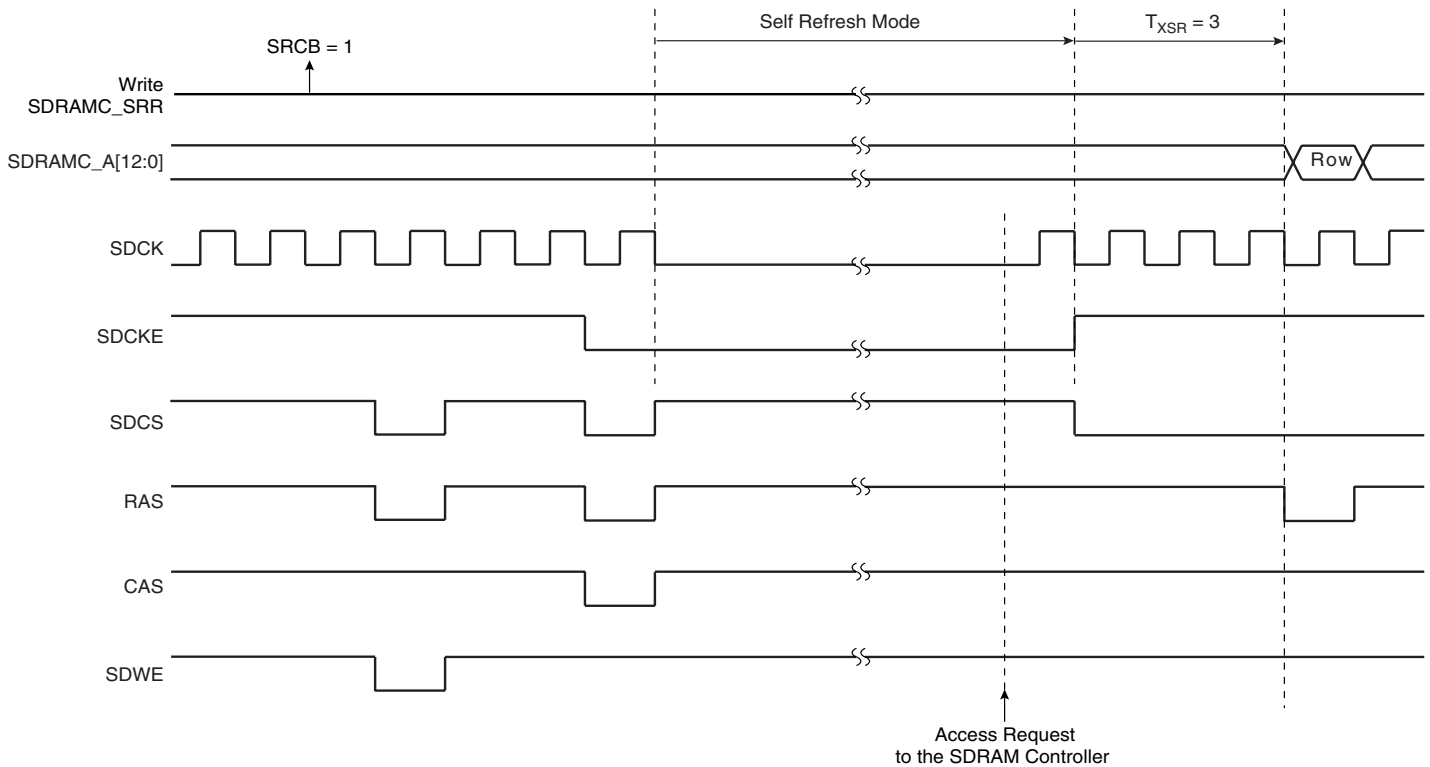 Self Refresh Mode
T_XSR = 3
SRCB = 1
Write
SDRAMC_SRR
SDRAMC_A[12:0]
Row
SDCK
SDCKE
SDCS
RAS
CAS
SDWE
Access Request
to the SDRAM Controller